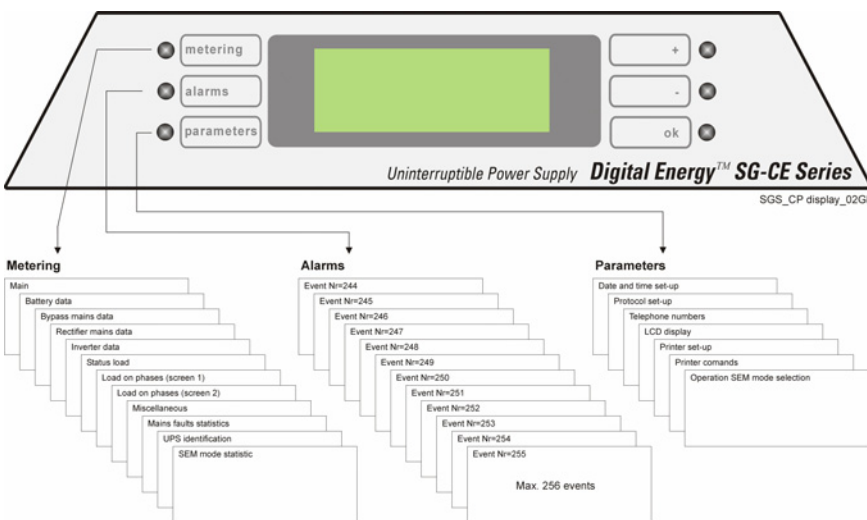 metering
alarms
parameters
+
-
ok
Uninterruptible Power Supply Digital Energy™ SG-CE Series
SGS_CP display_02G
Metering
Main
Battery data
Bypass mains data
Rectifier mains data
Inverter data
Status load
Load on phases (screen 1)
Load on phases (screen 2)
Miscellaneous
Mains faults statistics
UPS identification
SEM mode statistic
Alarms
Event Nr=244
Event Nr=245
Event Nr=246
Event Nr=247
Event Nr=248
Event Nr=249
Event Nr=250
Event Nr=251
Event Nr=252
Event Nr=253
Event Nr=254
Event Nr=255
Max. 256 events
Parameters
Date and time set-up
Protocol set-up
Telephone numbers
LCD display
Printer set-up
Printer comands
Operation SEM mode selection